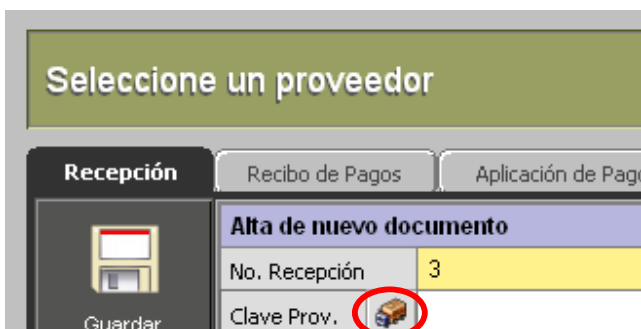 Seleccione un proveedor
Recepción Recibo de Pagos Aplicación de Pago
Alta de nuevo documento
No. Recepción 3
Guardar Clave Prov.